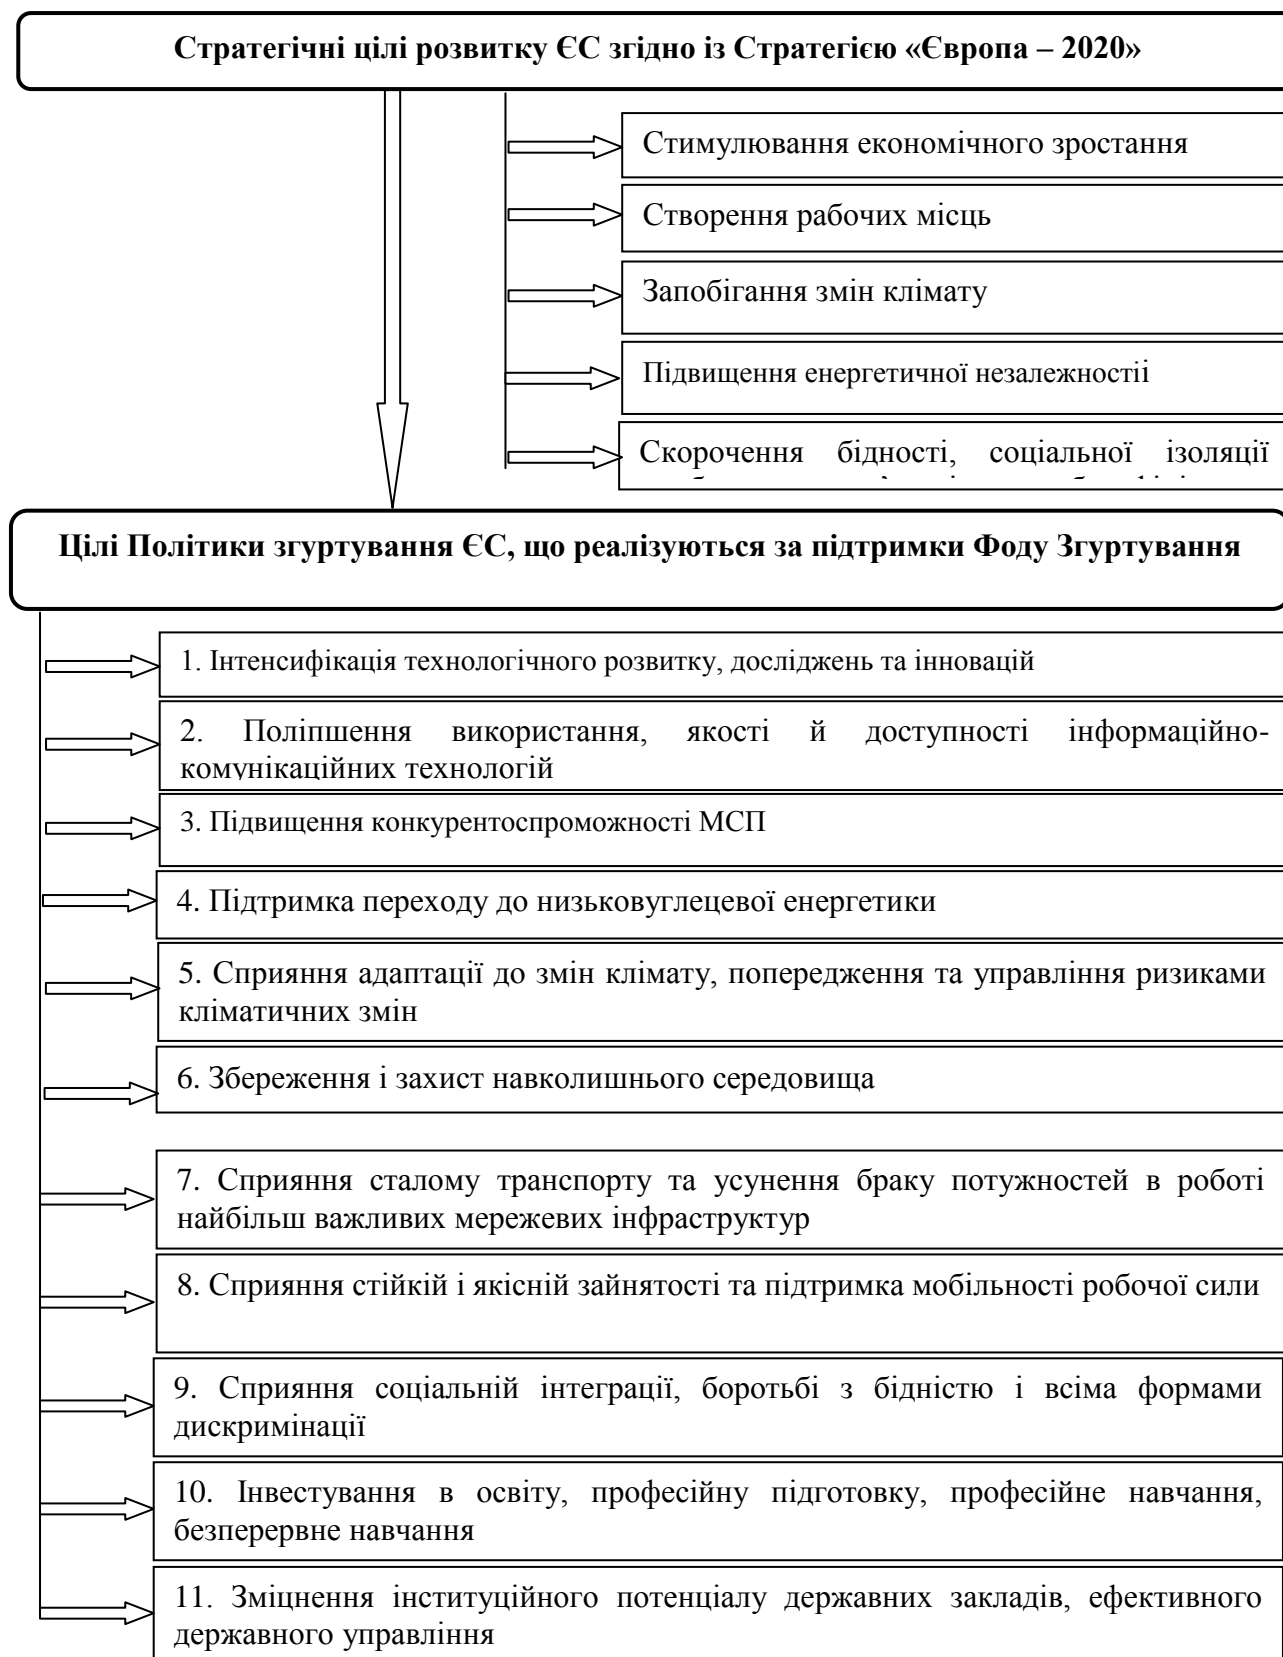 Стратегічні цілі розвитку ЄС згідно із Стратегією «Європа – 2020»
Стимулювання економічного зростання
Створення рабочих місць
Запобігання змін клімату
Підвищення енергетичної незалежностіі
Скорочення бідності, соціальної ізоляції
Цілі Політики згуртування ЄС, що реалізуються за підтримки Фоду Згуртування
1. Інтенсифікація технологічного розвитку, досліджень та інновацій
2. Поліпшення використання, якості й доступності інформаційно-
комунікаційних технологій
3. Підвищення конкурентоспроможності МСП
4. Підтримка переходу до низьковуглецевої енергетики
5. Сприяння адаптації до змін клімату, попередження та управління ризиками
кліматичних змін
6. Збереження і захист навколишнього середовища
7. Сприяння сталому транспорту та усунення браку потужностей в роботі
найбільш важливих мережевих інфраструктур
8. Сприяння стійкій і якісній зайнятості та підтримка мобільності робочої сили
9. Сприяння соціальній інтеграції, боротьбі з бідністю і всіма формами
дискримінації
10. Інвестування в освіту, професійну підготовку, професійне навчання,
безперервне навчання
11. Зміцнення інституційного потенціалу державних закладів, ефективного
державного управління